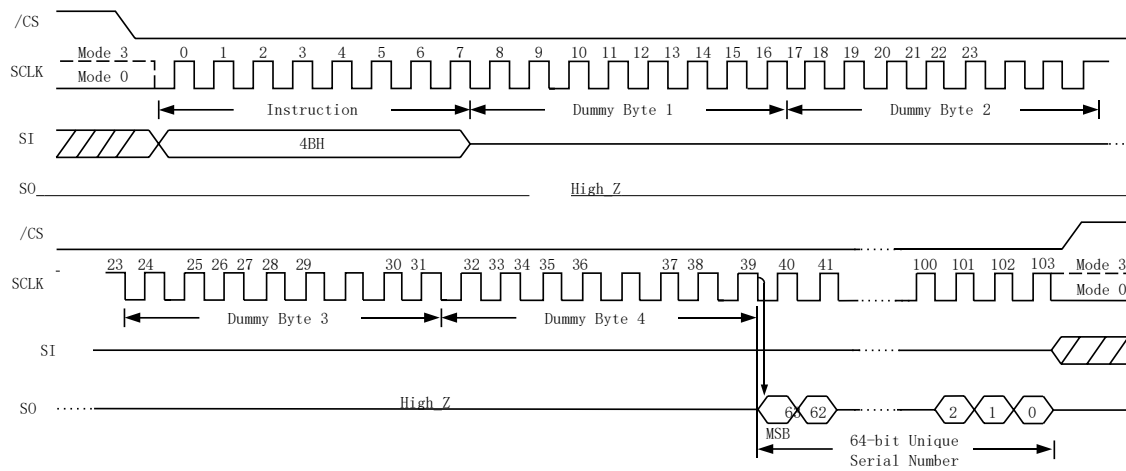 /CS
Mode 3 0 1 2 3 4 5 6 7 8 9 10 11 12 13 14 15 16 17 18 19 20 21 22 23
SCLK
Mode 0
Instruction Dummy Byte 1 Dummy Byte 2
SI
4BH
SO High_Z
/CS
23 24 25 26 27 28 29 30 31 32 33 34 35 36 37 38 39 40 41 100 101 102 103 Mode 3
SCLK
Mode 0
Dummy Byte 3 Dummy Byte 4
SI
High_Z
SO 63 62 2 1 0
MSB
64-bit Unique
Serial Number